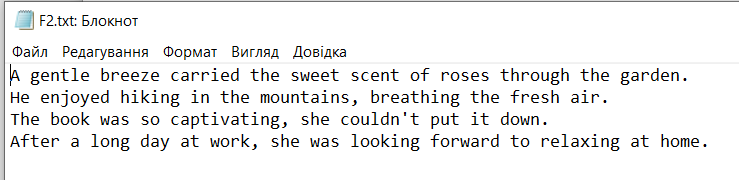 F2.txt: Блокнот
Файл Редагування Формат Вигляд Довідка
A gentle breeze carried the sweet scent of roses through the garden.
He enjoyed hiking in the mountains, breathing the fresh air.
The book was so captivating, she couldn't put it down.
After a long day at work, she was looking forward to relaxing at home.